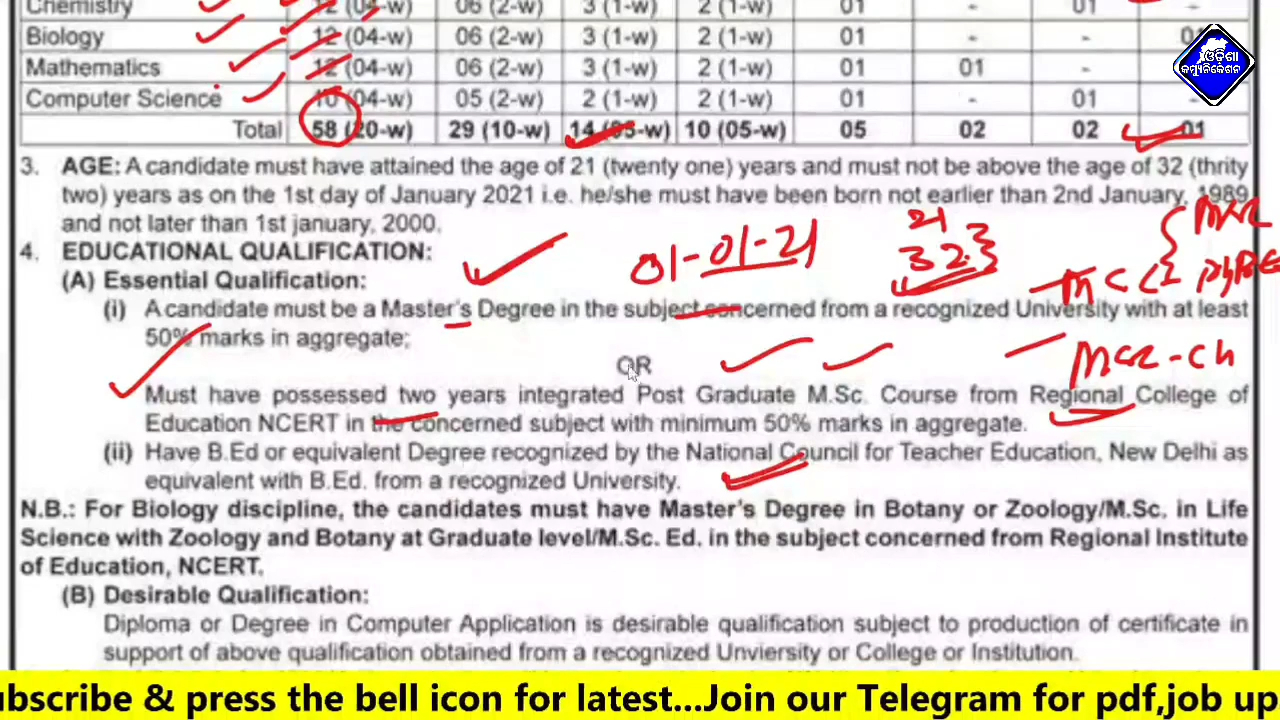 Chemistry 12 (04-w) 06 (2-w) 3 (1-w) 2 (1-w) 01 - 01
Biology 12 (04-w) 06 (2-w) 3 (1-w) 2 (1-w) 01 - - 01
Mathematics 12 (04-w) 06 (2-w) 3 (1-w) 2 (1-w) 01 01 -
Computer Science 10 (04-w) 05 (2-w) 2 (1-w) 2 (1-w) 01 - 01 -
Total 58 (20-w) 29 (10-w) 14 (05-w) 10 (05-w) 05 02 02 01
ଓଡ଼ିଶା
କମ୍ୟୁନିକେଶନ
3. AGE: A candidate must have attained the age of 21 (twenty one) years and must not be above the age of 32 (thrity
two) years as on the 1st day of January 2021 i.e. he/she must have been born not earlier than 2nd January, 1989
and not later than 1st january, 2000.
01-01-21
21
32
4. EDUCATIONAL QUALIFICATION:
(A) Essential Qualification:
(i) A candidate must be a Master's Degree in the subject concerned from a recognized University with at least
50% marks in aggregate;
OR
Must have possessed two years integrated Post Graduate M.Sc. Course from Regional College of
Education NCERT in the concerned subject with minimum 50% marks in aggregate.
(ii) Have B.Ed or equivalent Degree recognized by the National Council for Teacher Education, New Delhi as
equivalent with B.Ed. from a recognized University.
N.B.: For Biology discipline, the candidates must have Master's Degree in Botany or Zoology/M.Sc. in Life
Science with Zoology and Botany at Graduate level/M.Sc. Ed. in the subject concerned from Regional Institute
of Education, NCERT.
(B) Desirable Qualification:
Diploma or Degree in Computer Application is desirable qualification subject to production of certificate in
support of above qualification obtained from a recognized Unviersity or College or Institution.
ubscribe & press the bell icon for latest...Join our Telegram for pdf,job up